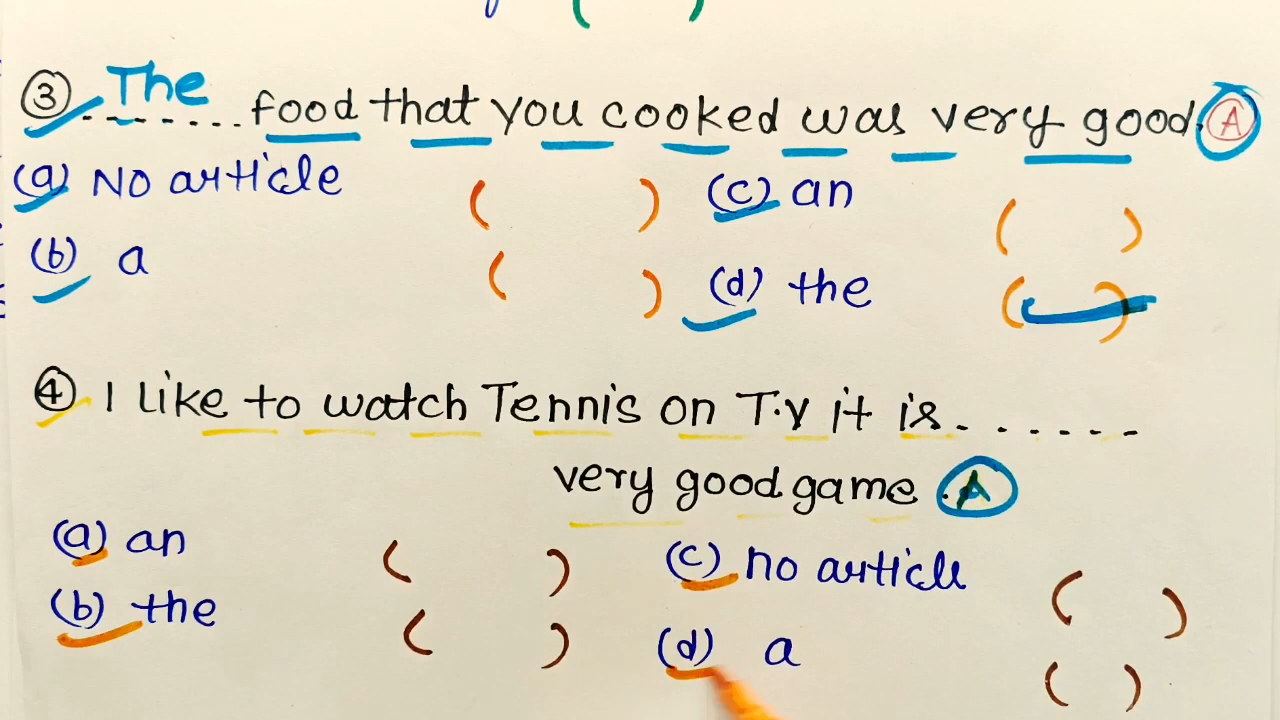 ③ The ........ food that you cooked was very good. A
(a) No article ( ) (c) an ( )
(b) a ( ) (d) the ( )
④ I like to watch Tennis on T.V it is.......
very good game. A
(a) an ( ) (c) no article ( )
(b) the ( ) (d) a ( )